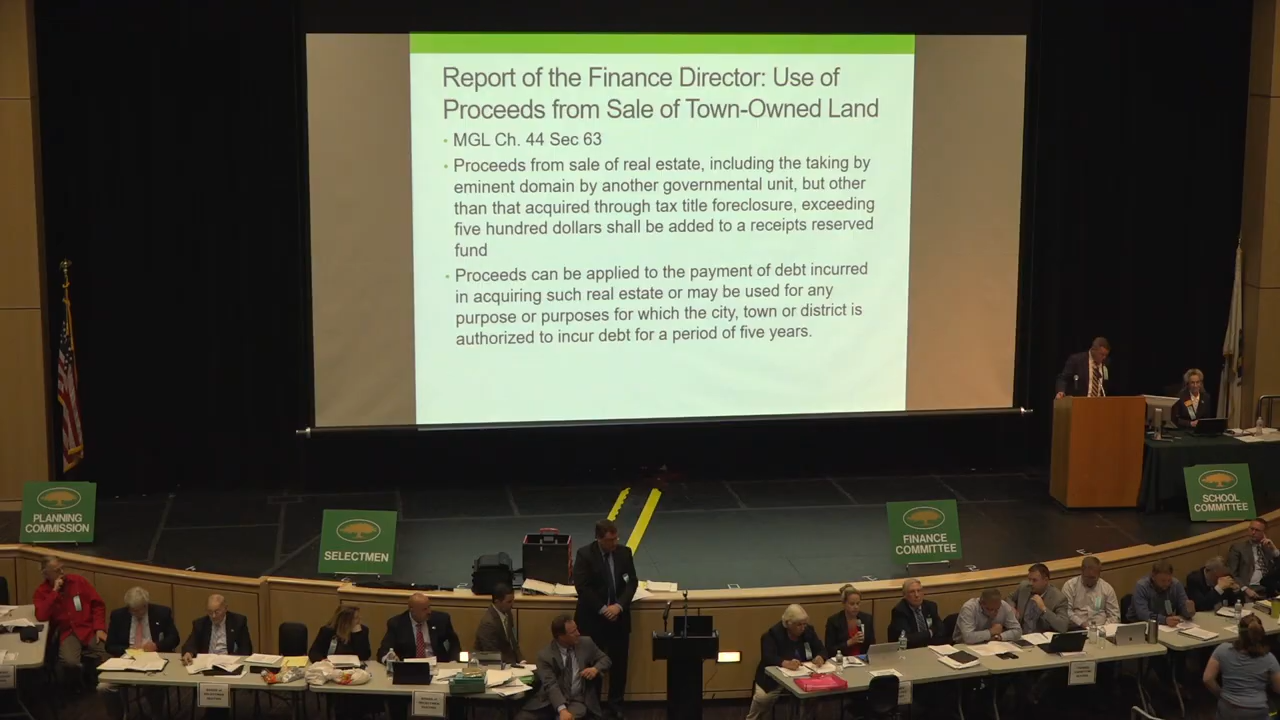 Report of the Finance Director: Use of
Proceeds from Sale of Town-Owned Land
• MGL Ch. 44 Sec 63
• Proceeds from sale of real estate, including the taking by
eminent domain by another governmental unit, but other
than that acquired through tax title foreclosure, exceeding
five hundred dollars shall be added to a receipts reserved
fund
• Proceeds can be applied to the payment of debt incurred
in acquiring such real estate or may be used for any
purpose or purposes for which the city, town or district is
authorized to incur debt for a period of five years.
PLANNING
COMMISSION
SELECTMEN
FINANCE
COMMITTEE
SCHOOL
COMMITTEE